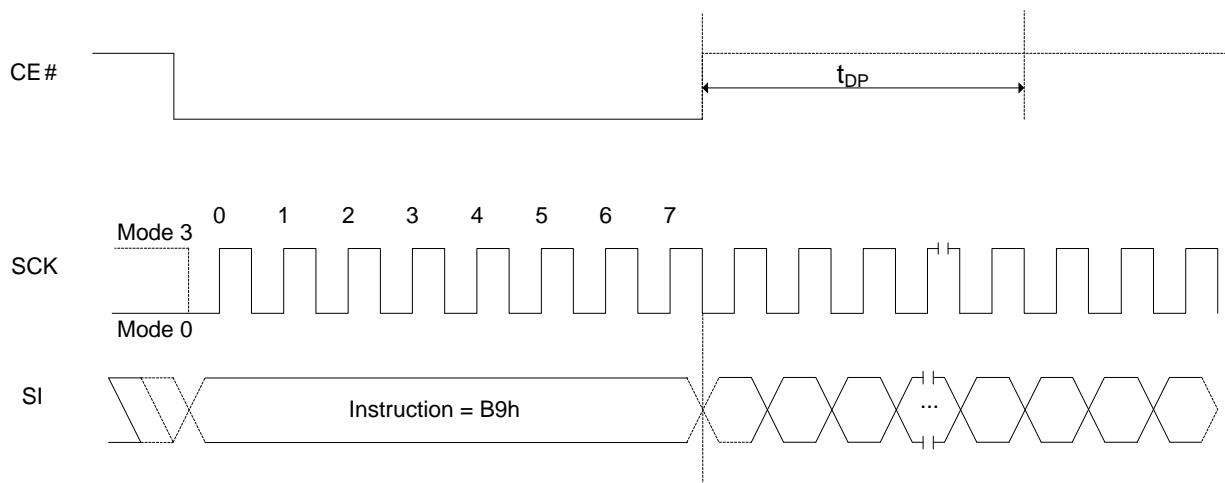 CE#
tDP
0 1 2 3 4 5 6 7
Mode 3
SCK
Mode 0
SI
Instruction = B9h
...